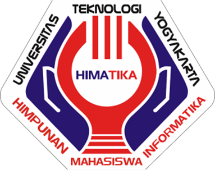 UNIVERSITAS
TEKNOLOGI
YOGYAKARTA
HIMATIKA
HIMPUNAN
MAHASISWA
INFORMATIKA